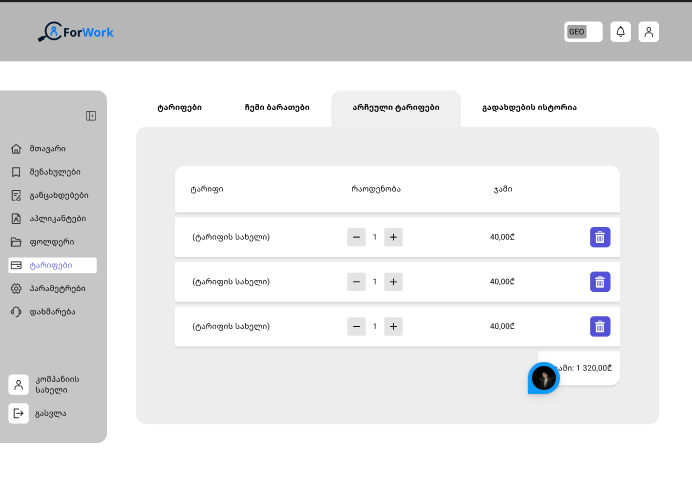 ForWork
GEO
ტარიფები
ჩემი ბარათები
არჩეული ტარიფები
გადახდების ისტორია
მთავარი
შენახულები
განცხადებები
აპლიკანტები
ფოლდერი
ტარიფები
პარამეტრები
დახმარება
კომპანიის
სახელი
გასვლა
ტარიფი რაოდენობა ჯამი
(ტარიფის სახელი) 1 40,00₾
(ტარიფის სახელი) 1 40,00₾
(ტარიფის სახელი) 1 40,00₾
1 320,00₾